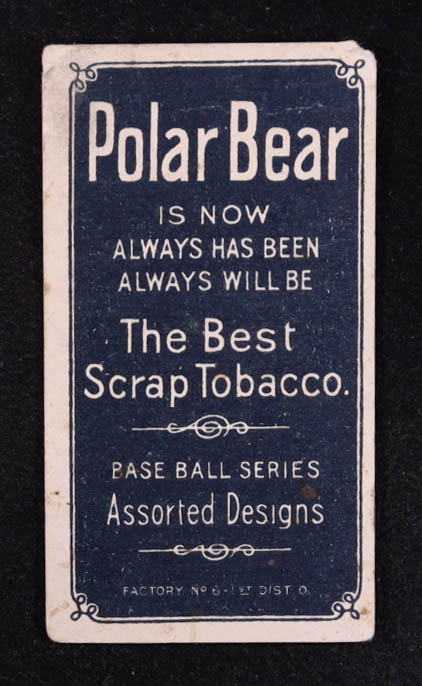 Polar Bear
IS NOW
ALWAYS HAS BEEN
ALWAYS WILL BE
The Best
Scrap Tobacco.
BASE BALL SERIES
Assorted Designs
FACTORY Nº 6-1ST DIST O.